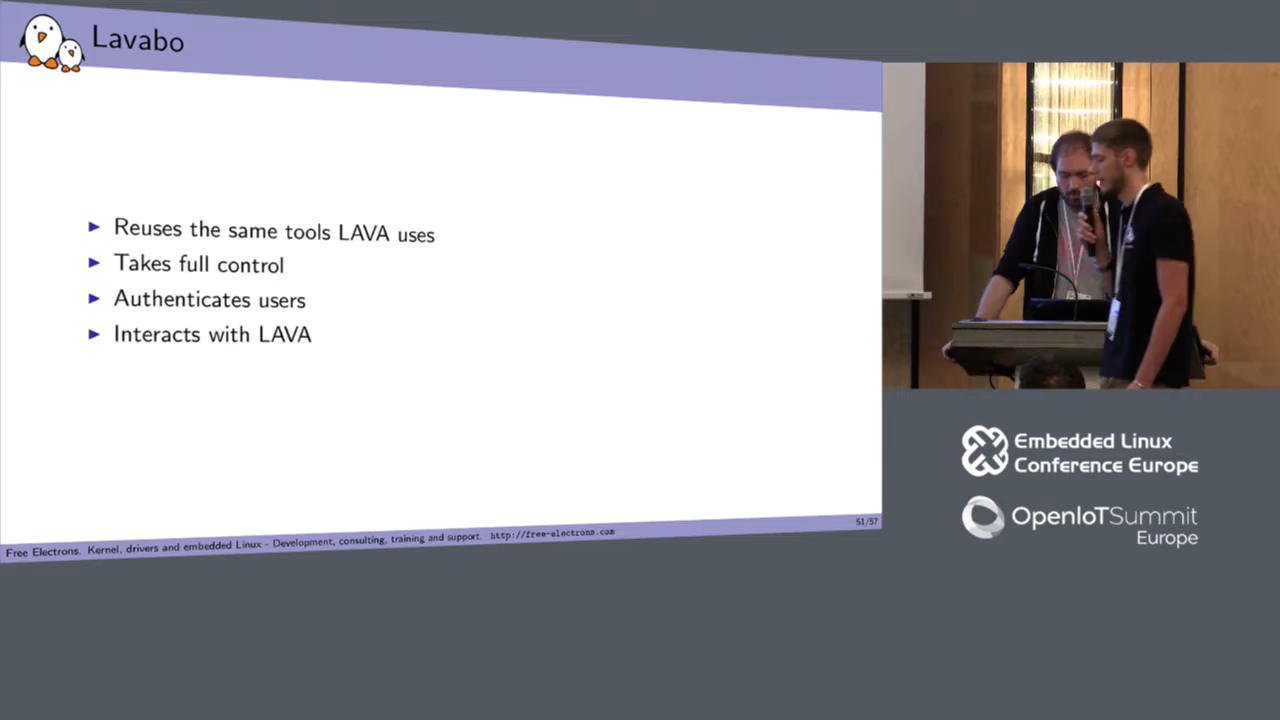 Lavabo
Reuses the same tools LAVA uses
Takes full control
Authenticates users
Interacts with LAVA
51/57
Free Electrons. Kernel, drivers and embedded Linux - Development, consulting, training and support. http://free-electrons.com
Embedded Linux
Conference Europe
OpenIoTSummit
Europe